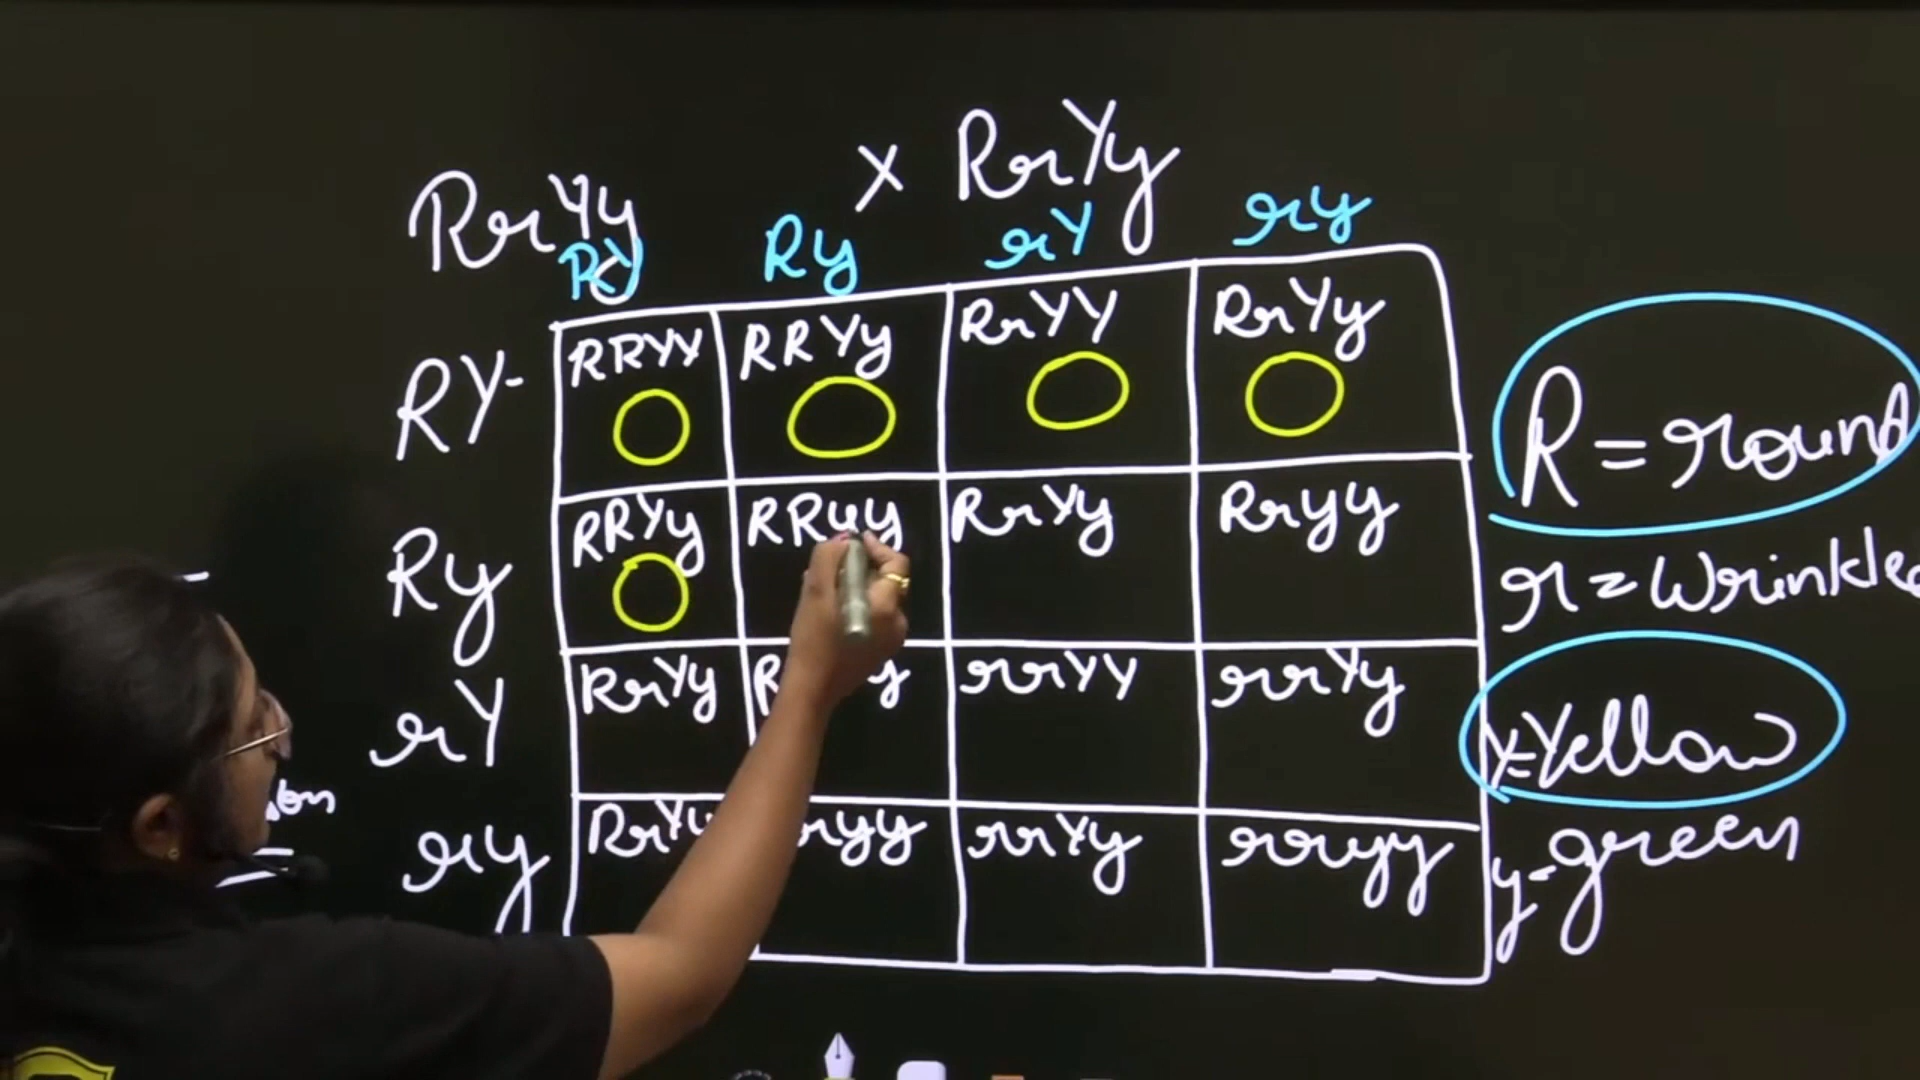 RrYy x RrYy
RY Ry rY ry
RY- RRYY RRYy RrYY RrYy
R = round
Ry RRYy RRyy RrYy Rryy
r = Wrinkled
rY RrYy rrYY rrYy
Y=Yellow
ry rrYy rryy
y-green